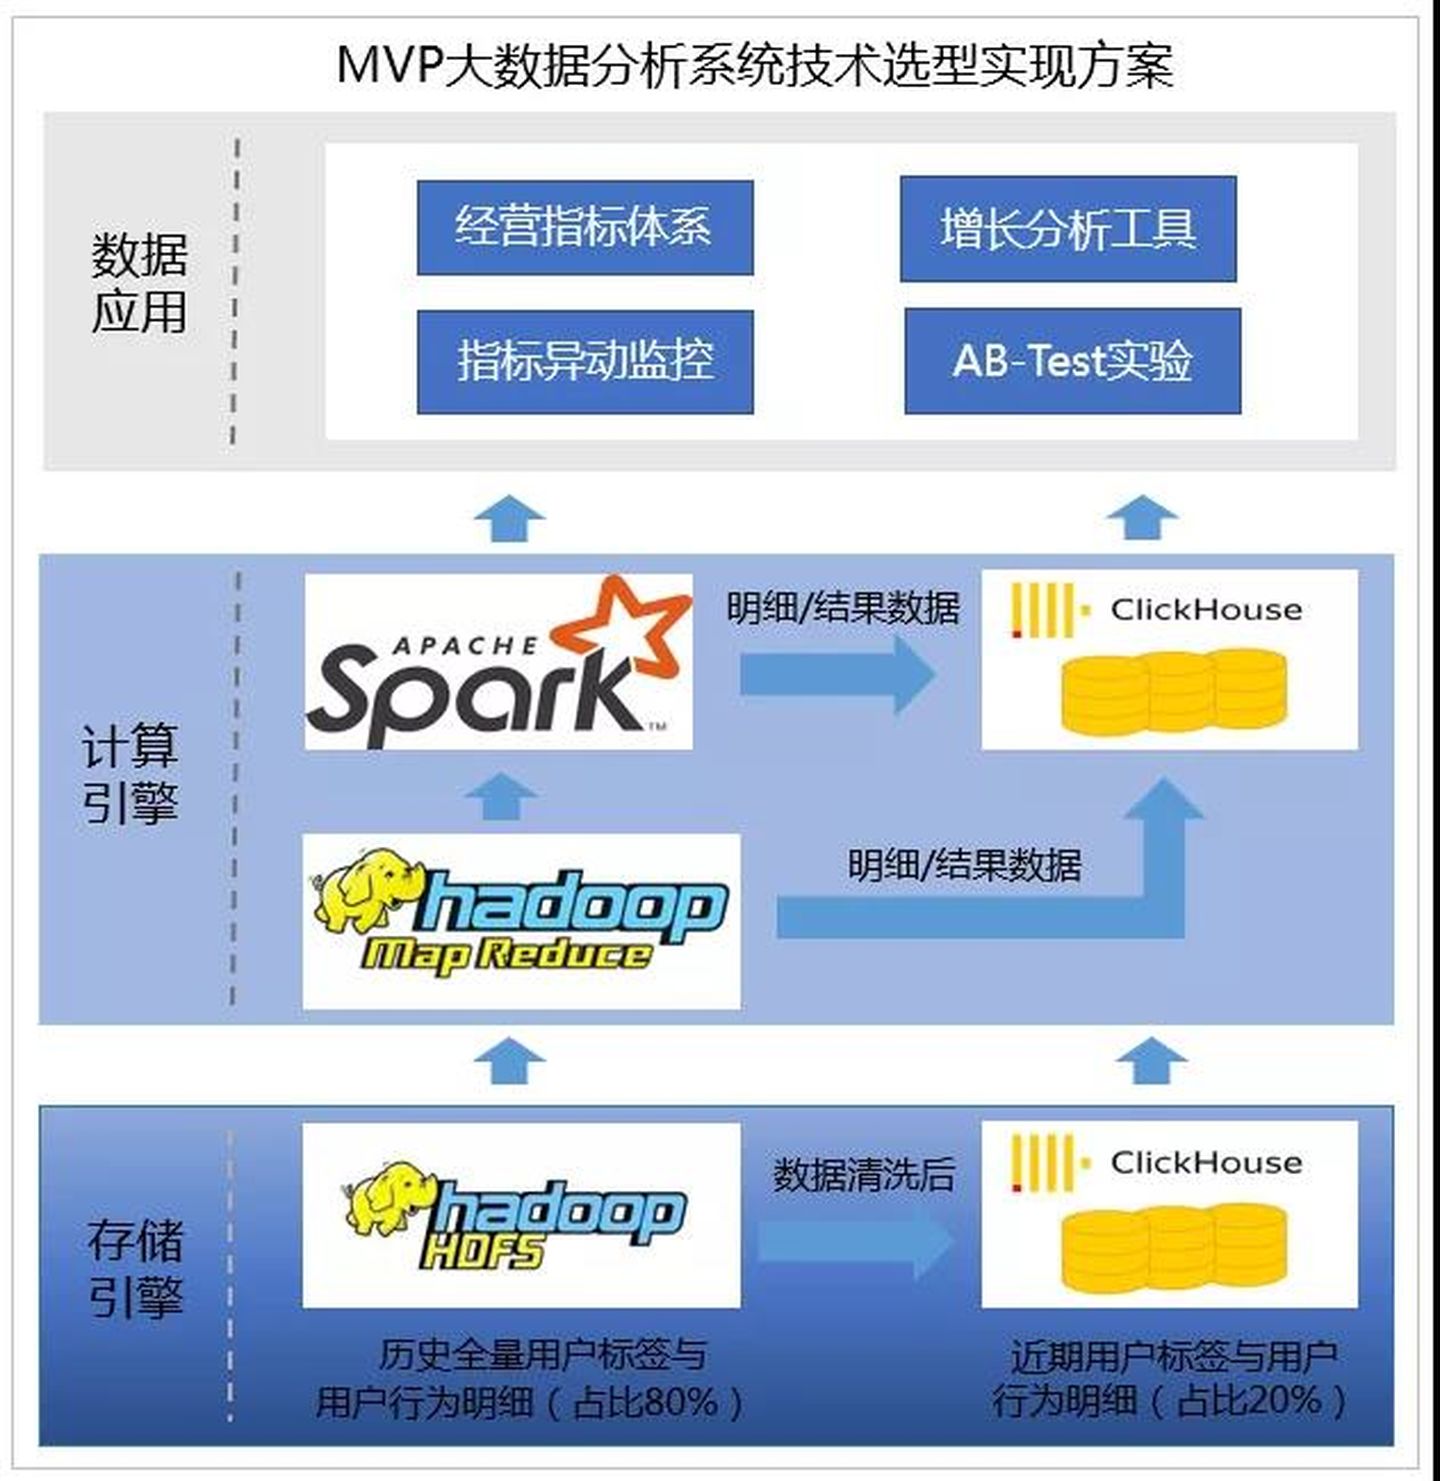 MVP大数据分析系统技术选型实现方案
数据
应用
经营指标体系
增长分析工具
指标异动监控
AB-Test实验
计算
引擎
APACHE
Spark™
明细/结果数据
ClickHouse
hadoop
Map Reduce
明细/结果数据
存储
引擎
hadoop
HDFS
数据清洗后
ClickHouse
历史全量用户标签与
用户行为明细（占比80%）
近期用户标签与用户
行为明细（占比20%）